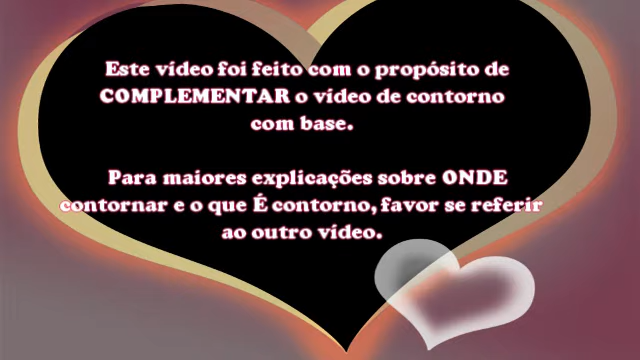 Este vídeo foi feito com o propósito de
COMPLEMENTAR o vídeo de contorno
com base.
Para maiores explicações sobre ONDE
contornar e o que É contorno, favor se referir
ao outro vídeo.